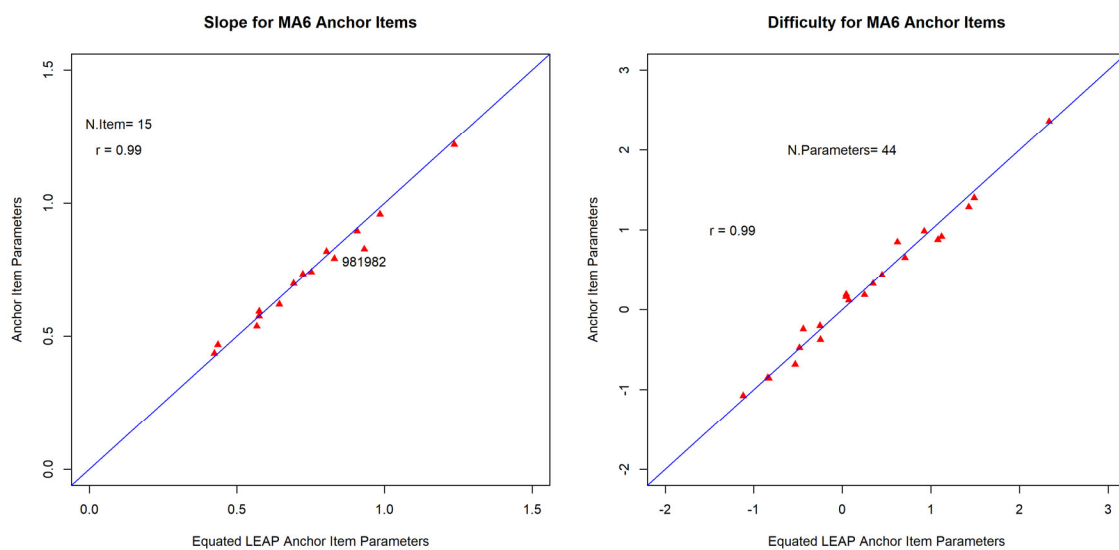 Slope for MA6 Anchor Items
N.Item= 15
r = 0.99
981982
Anchor Item Parameters
0.0
0.5
1.0
1.5
0.0
0.5
1.0
1.5
Equated LEAP Anchor Item Parameters
Difficulty for MA6 Anchor Items
N.Parameters= 44
r = 0.99
Anchor Item Parameters
-2
-1
0
1
2
3
-2
-1
0
1
2
3
Equated LEAP Anchor Item Parameters